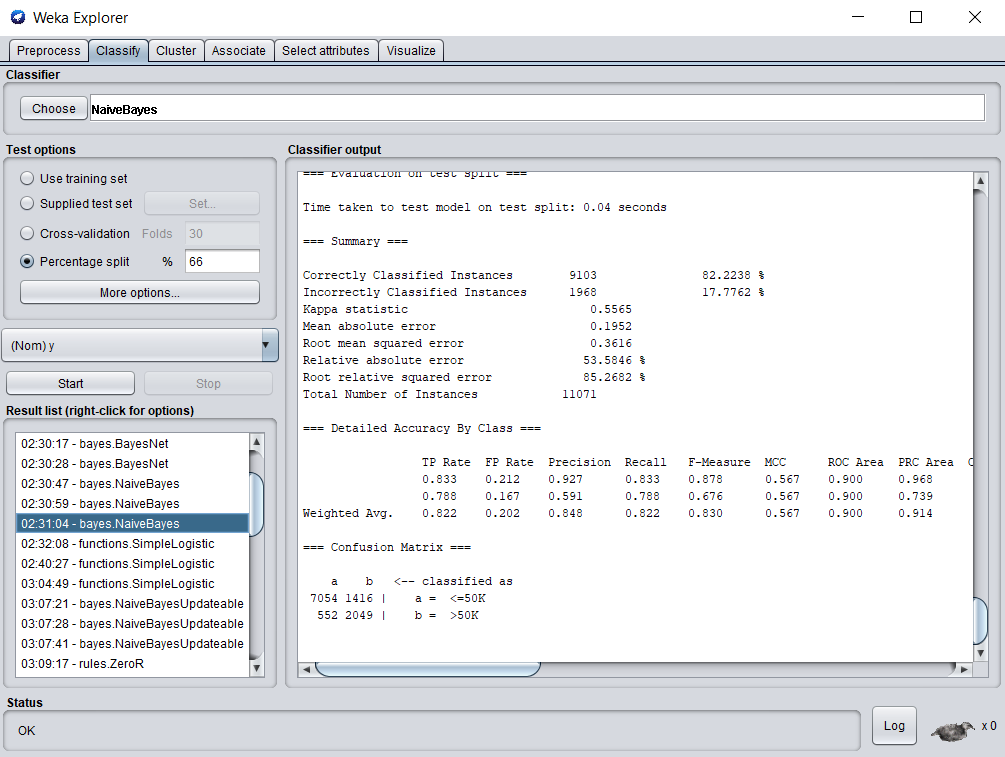 Weka Explorer
Preprocess Classify Cluster Associate Select attributes Visualize
Classifier
Choose NaiveBayes
Test options
Use training set
Supplied test set Set...
Cross-validation Folds 30
Percentage split % 66
More options...
(Nom) y
Start Stop
Result list (right-click for options)
02:30:17 - bayes.BayesNet
02:30:28 - bayes.BayesNet
02:30:47 - bayes.NaiveBayes
02:30:59 - bayes.NaiveBayes
02:31:04 - bayes.NaiveBayes
02:32:08 - functions.SimpleLogistic
02:40:27 - functions.SimpleLogistic
03:04:49 - functions.SimpleLogistic
03:07:21 - bayes.NaiveBayesUpdateable
03:07:28 - bayes.NaiveBayesUpdateable
03:07:41 - bayes.NaiveBayesUpdateable
03:09:17 - rules.ZeroR
Classifier output
=== Evaluation on test split ===
Time taken to test model on test split: 0.04 seconds
=== Summary ===
Correctly Classified Instances 9103 82.2238 %
Incorrectly Classified Instances 1968 17.7762 %
Kappa statistic 0.5565
Mean absolute error 0.1952
Root mean squared error 0.3616
Relative absolute error 53.5846 %
Root relative squared error 85.2682 %
Total Number of Instances 11071
=== Detailed Accuracy By Class ===
TP Rate FP Rate Precision Recall F-Measure MCC ROC Area PRC Area C
0.833 0.212 0.927 0.833 0.878 0.567 0.900 0.968
0.788 0.167 0.591 0.788 0.676 0.567 0.900 0.739
Weighted Avg. 0.822 0.202 0.848 0.822 0.830 0.567 0.900 0.914
=== Confusion Matrix ===
a b <-- classified as
7054 1416 | a = <=50K
552 2049 | b = >50K
Status
OK
Log
x 0